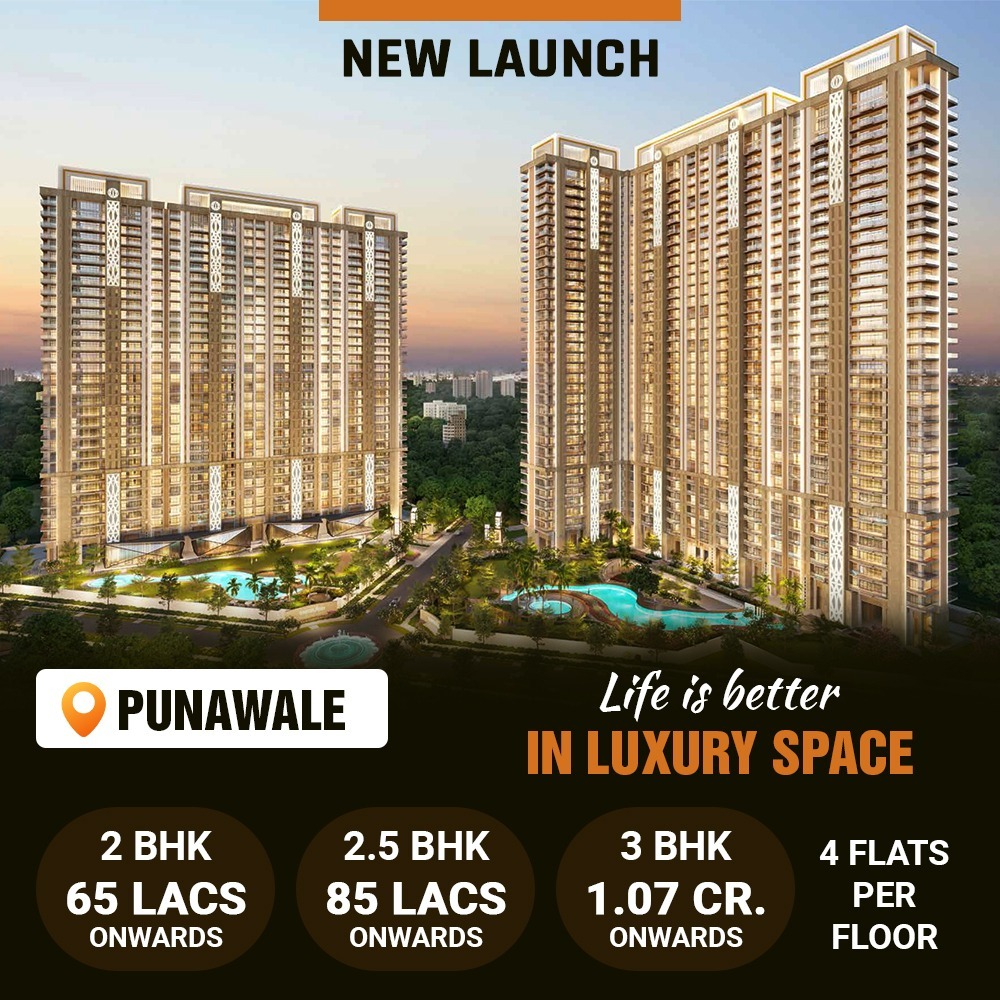 NEW LAUNCH
PUNAWALE
Life is better
IN LUXURY SPACE
2 BHK
65 LACS
ONWARDS
2.5 BHK
85 LACS
ONWARDS
3 BHK
1.07 CR.
ONWARDS
4 FLATS
PER
FLOOR